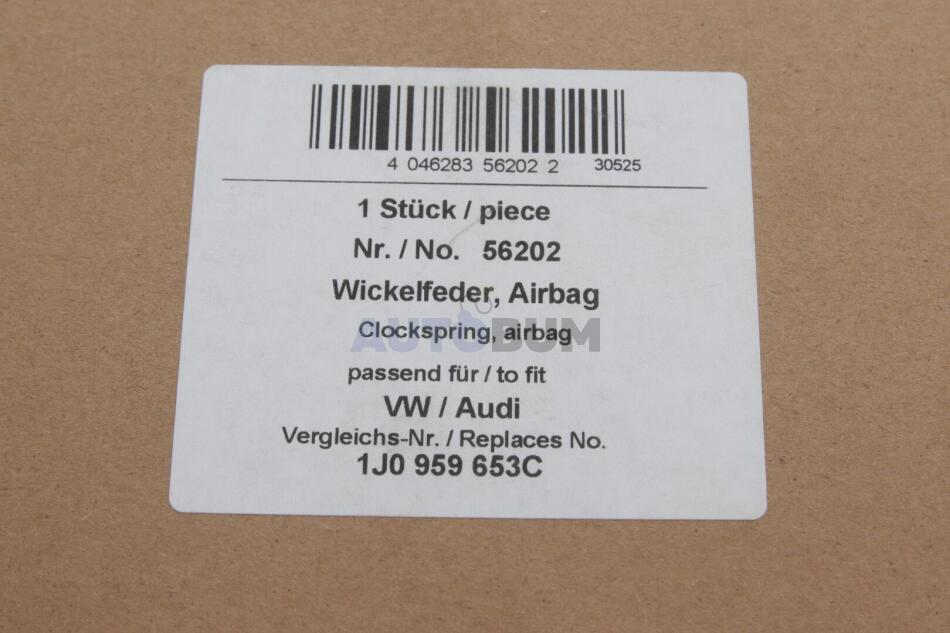 4 046283 56202 2 30525
1 Stück / piece
Nr. / No. 56202
Wickelfeder, Airbag
Clockspring, airbag
AUTOBUM
passend für / to fit
VW / Audi
Vergleichs-Nr. / Replaces No.
1J0 959 653C